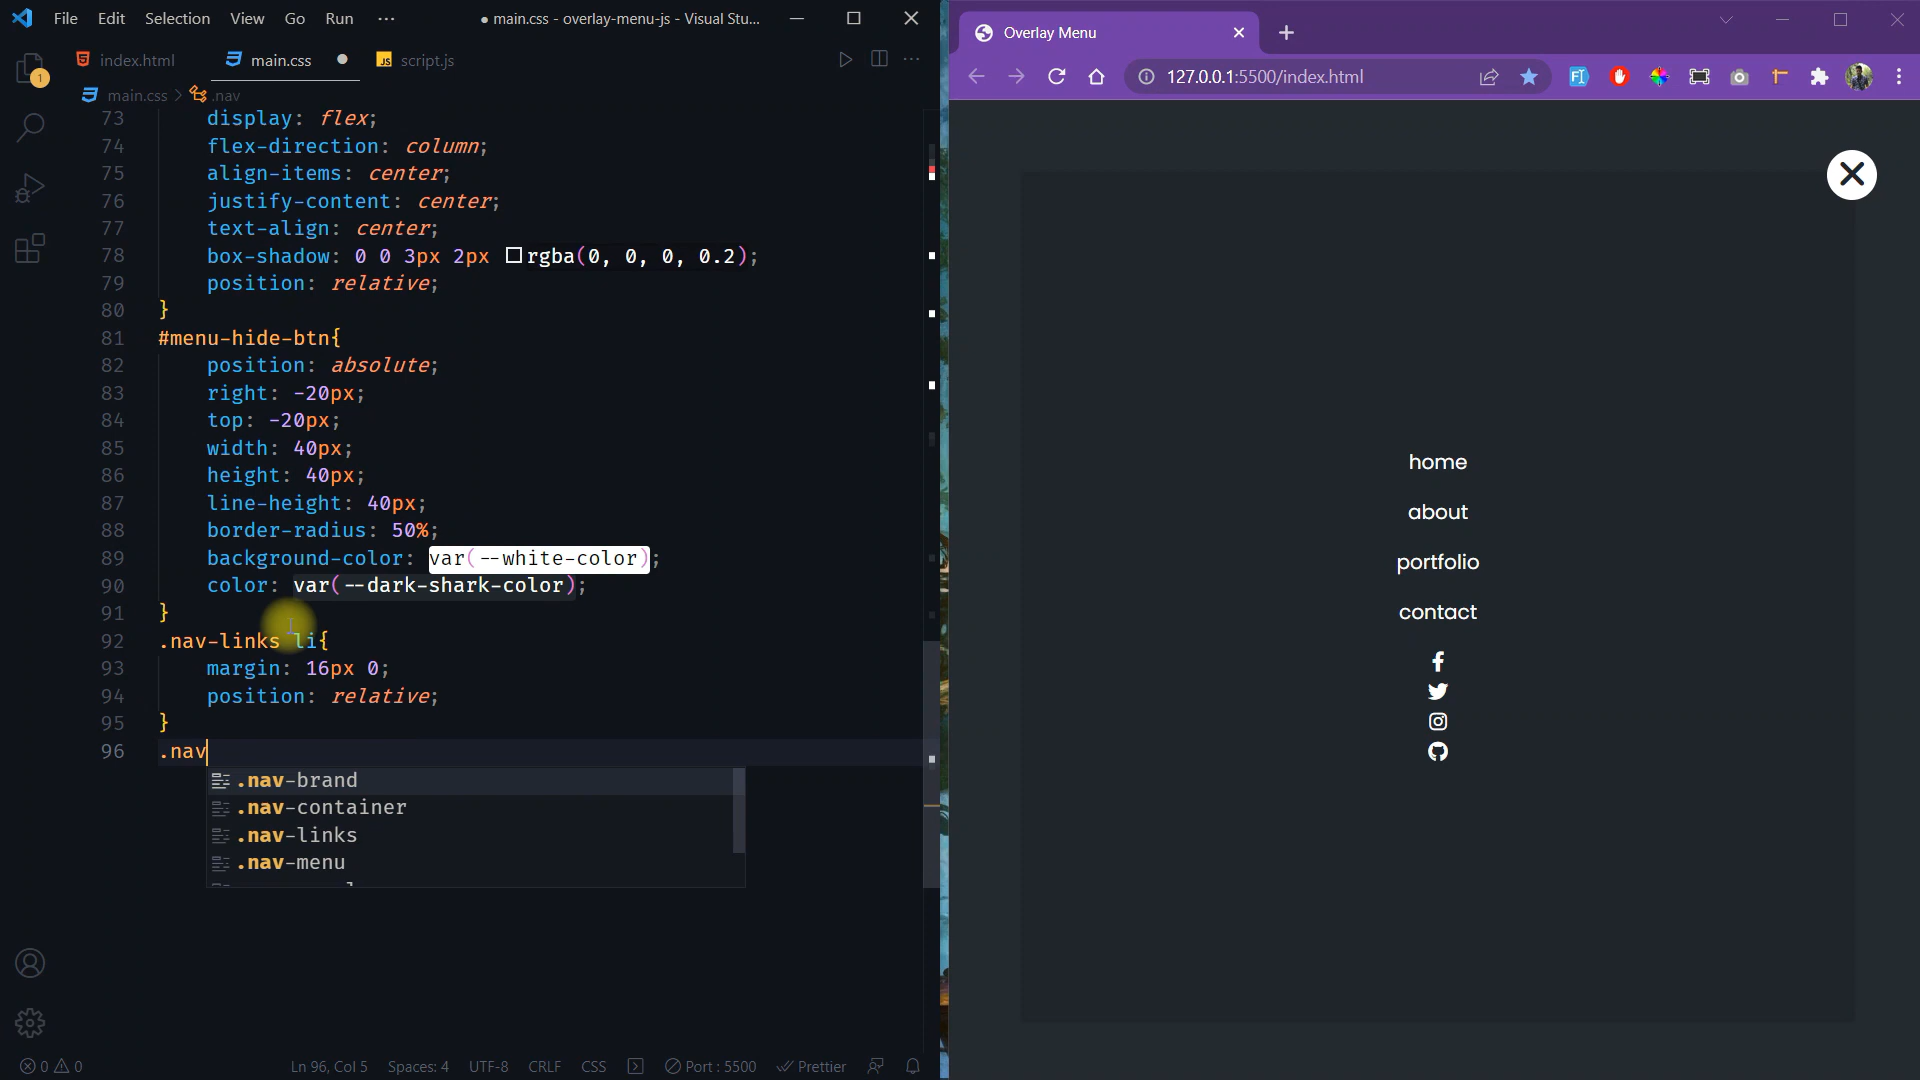 File Edit Selection View Go Run ··· ● main.css - overlay-menu-js - Visual Stu...
index.html main.css ● JS script.js
main.css > .nav
73 display: flex;
74 flex-direction: column;
75 align-items: center;
76 justify-content: center;
77 text-align: center;
78 box-shadow: 0 0 3px 2px rgba(0, 0, 0, 0.2);
79 position: relative;
80 }
81 #menu-hide-btn{
82 position: absolute;
83 right: -20px;
84 top: -20px;
85 width: 40px;
86 height: 40px;
87 line-height: 40px;
88 border-radius: 50%;
89 background-color: var(--white-color);
90 color: var(--dark-shark-color);
91 }
92 .nav-links li{
93 margin: 16px 0;
94 position: relative;
95 }
96 .nav
.nav-brand
.nav-container
.nav-links
.nav-menu
1
0 0 Ln 96, Col 5 Spaces: 4 UTF-8 CRLF CSS Port : 5500 Prettier
Overlay Menu
127.0.0.1:5500/index.html
home
about
portfolio
contact